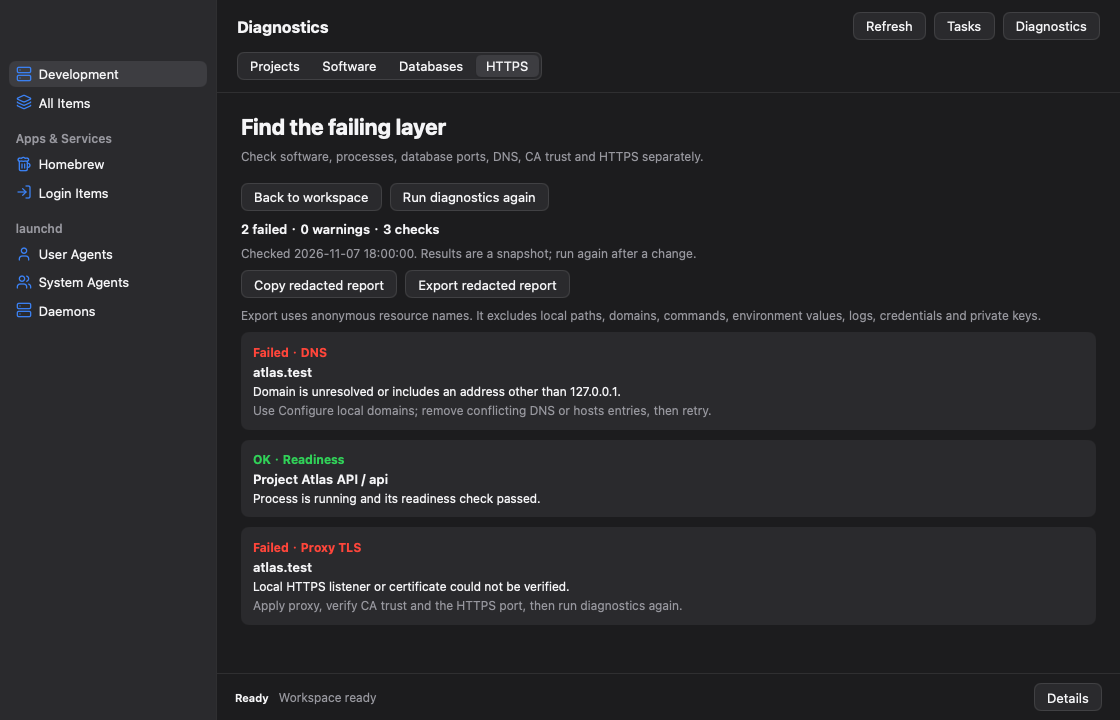 Development
All Items
Apps & Services
Homebrew
Login Items
launchd
User Agents
System Agents
Daemons
Diagnostics
Refresh
Tasks
Diagnostics
Projects
Software
Databases
HTTPS
Find the failing layer
Check software, processes, database ports, DNS, CA trust and HTTPS separately.
Back to workspace
Run diagnostics again
2 failed · 0 warnings · 3 checks
Checked 2026-11-07 18:00:00. Results are a snapshot; run again after a change.
Copy redacted report
Export redacted report
Export uses anonymous resource names. It excludes local paths, domains, commands, environment values, logs, credentials and private keys.
Failed · DNS
atlas.test
Domain is unresolved or includes an address other than 127.0.0.1.
Use Configure local domains; remove conflicting DNS or hosts entries, then retry.
OK · Readiness
Project Atlas API / api
Process is running and its readiness check passed.
Failed · Proxy TLS
atlas.test
Local HTTPS listener or certificate could not be verified.
Apply proxy, verify CA trust and the HTTPS port, then run diagnostics again.
Ready
Workspace ready
Details